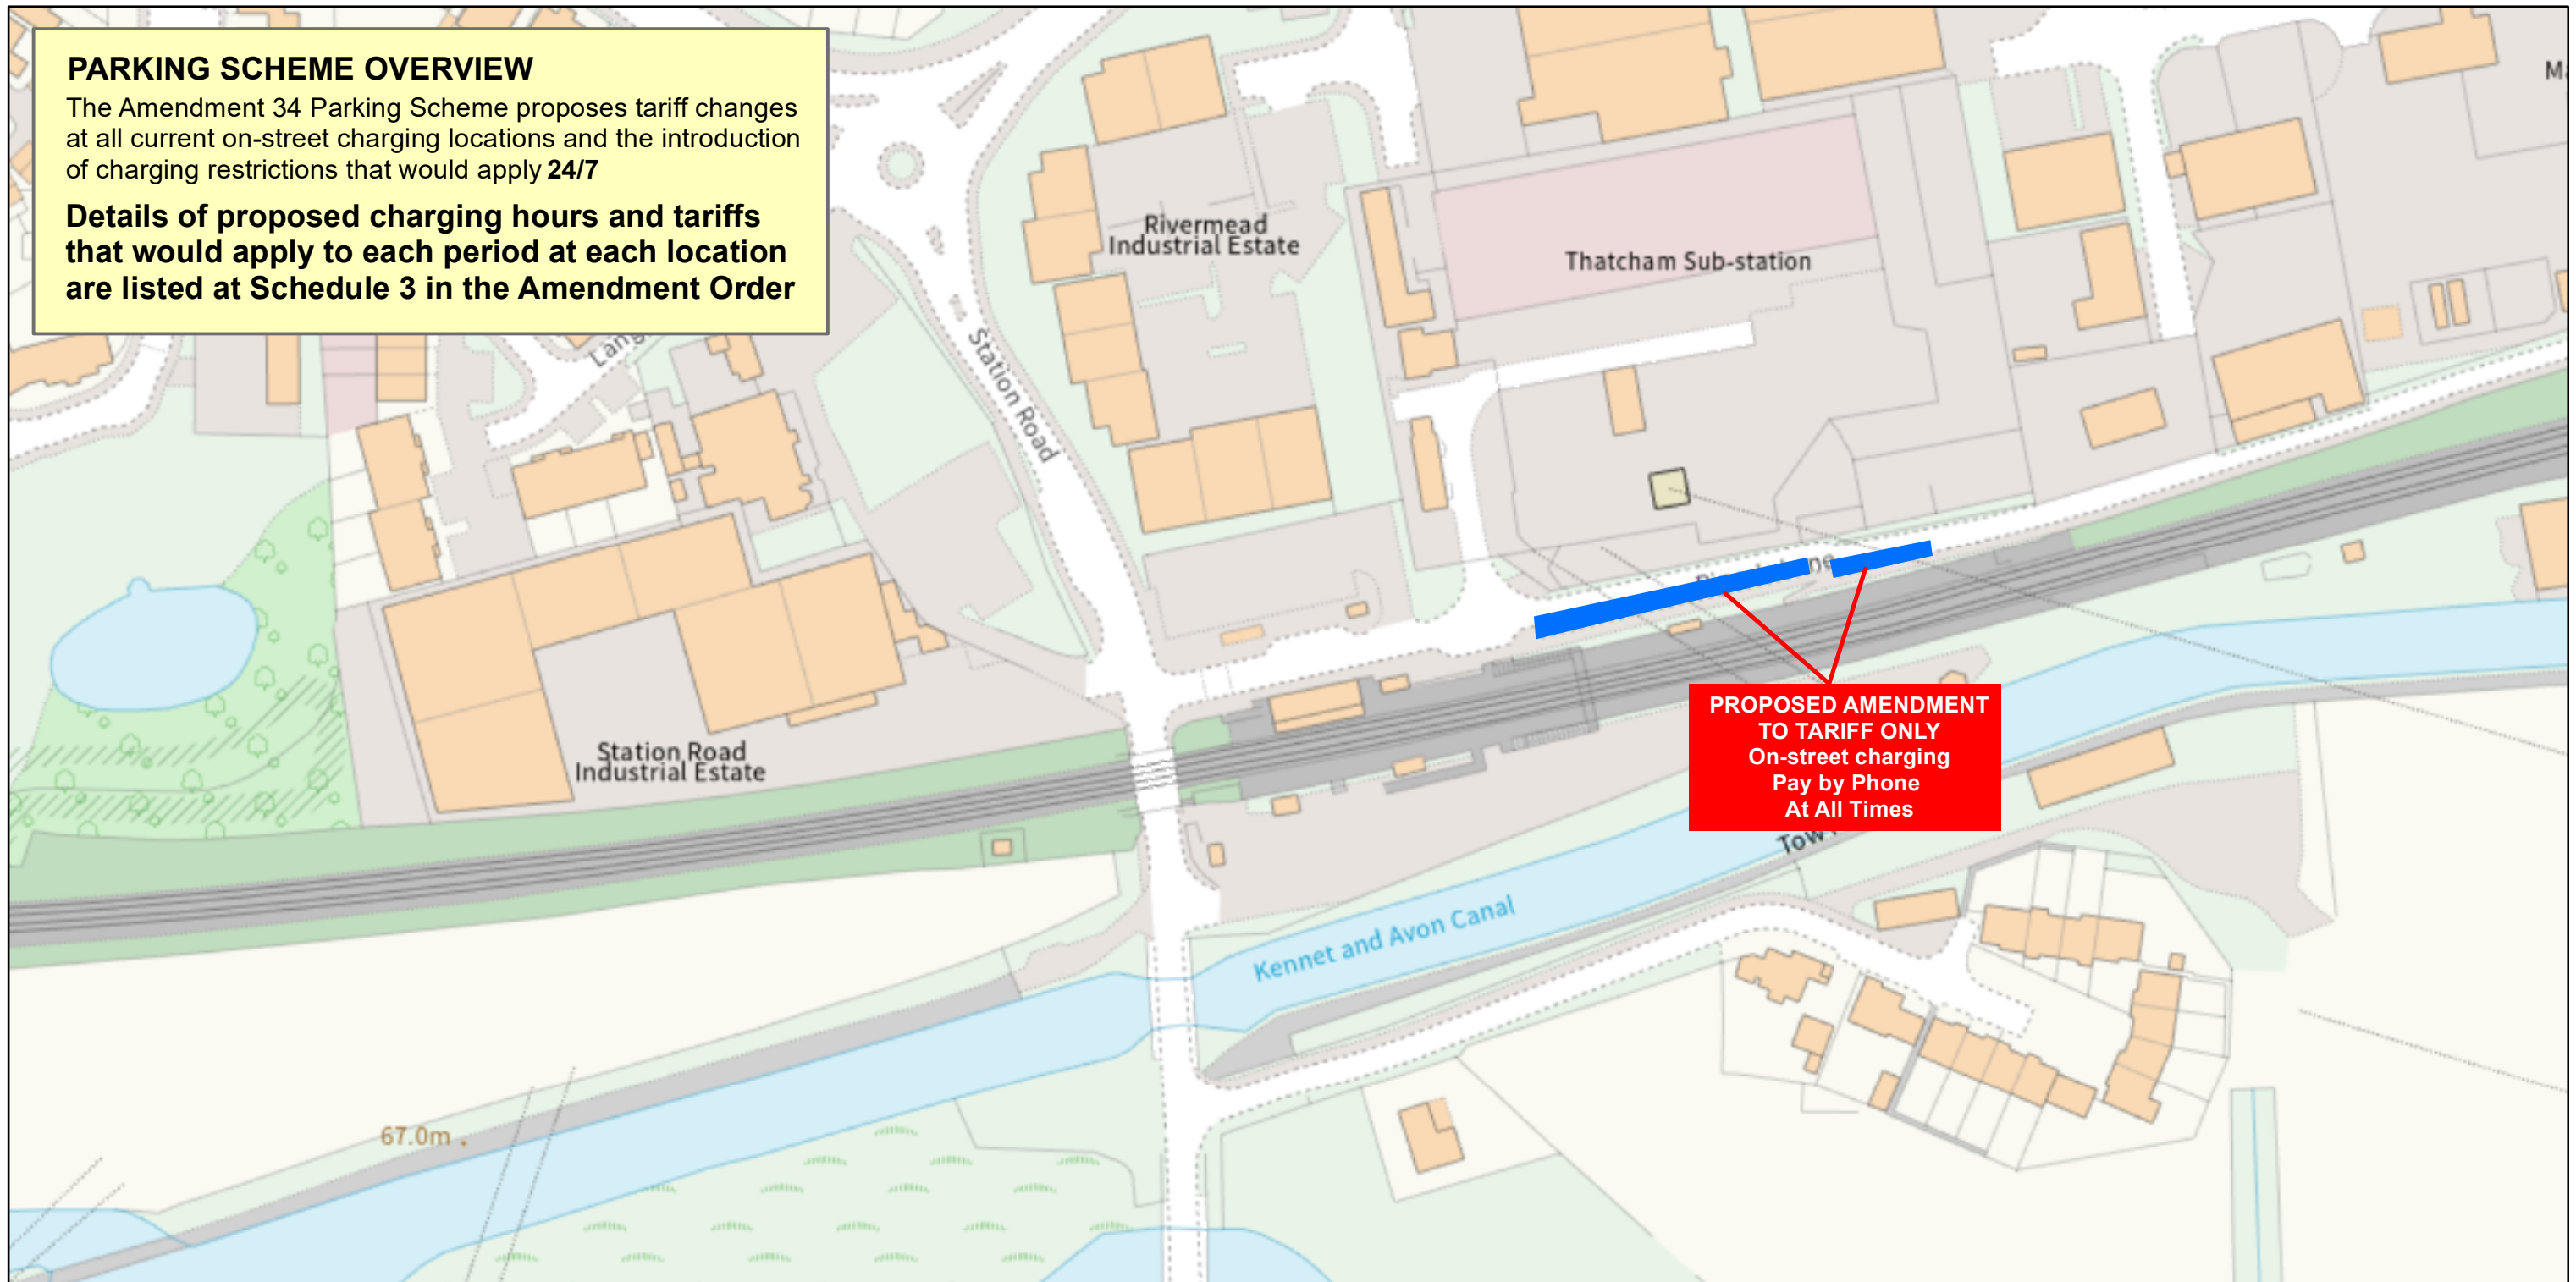 PARKING SCHEME OVERVIEW
The Amendment 34 Parking Scheme proposes tariff changes
at all current on-street charging locations and the introduction
of charging restrictions that would apply 24/7
Details of proposed charging hours and tariffs
that would apply to each period at each location
are listed at Schedule 3 in the Amendment Order
Rivermead
Industrial Estate
Thatcham Sub-station
Station Road
Station Road
Industrial Estate
PROPOSED AMENDMENT
TO TARIFF ONLY
On-street charging
Pay by Phone
At All Times
Kennet and Avon Canal
67.0m